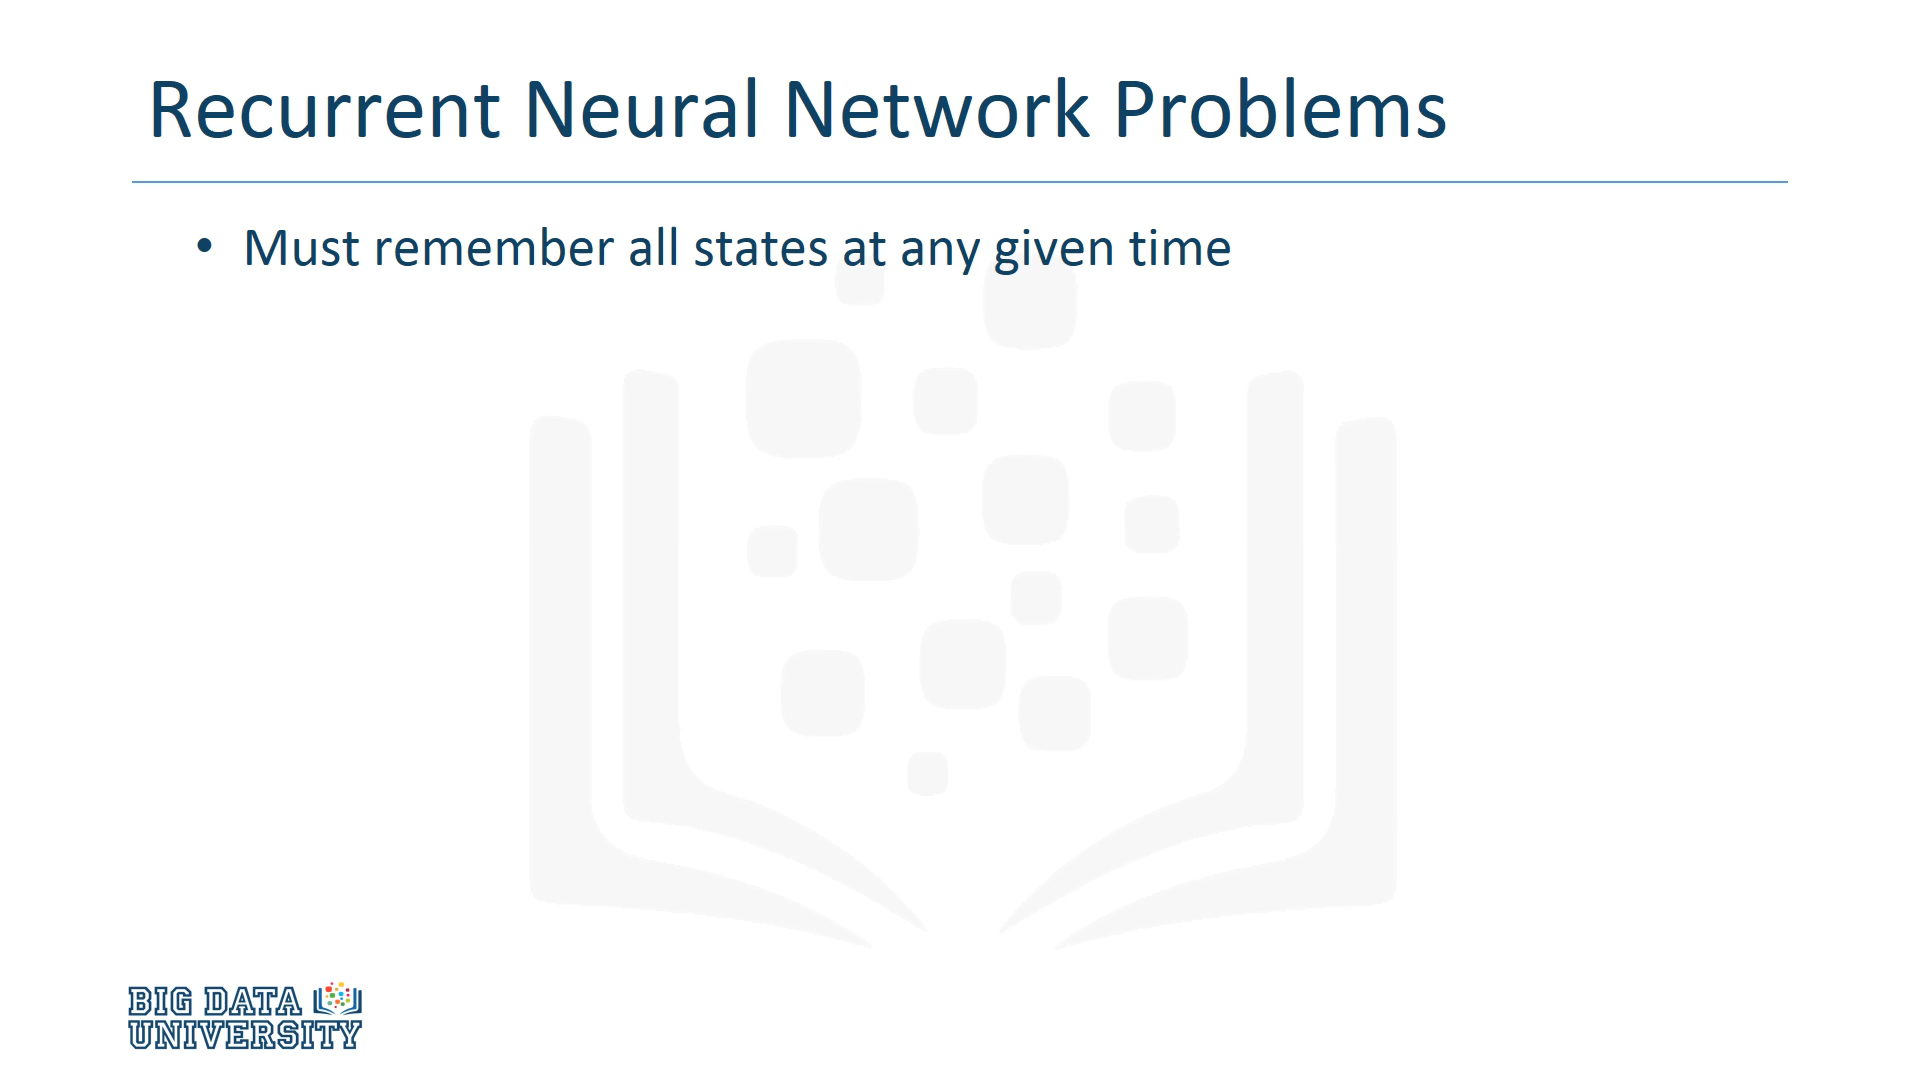 Recurrent Neural Network Problems
• Must remember all states at any given time
BIG DATA
UNIVERSITY